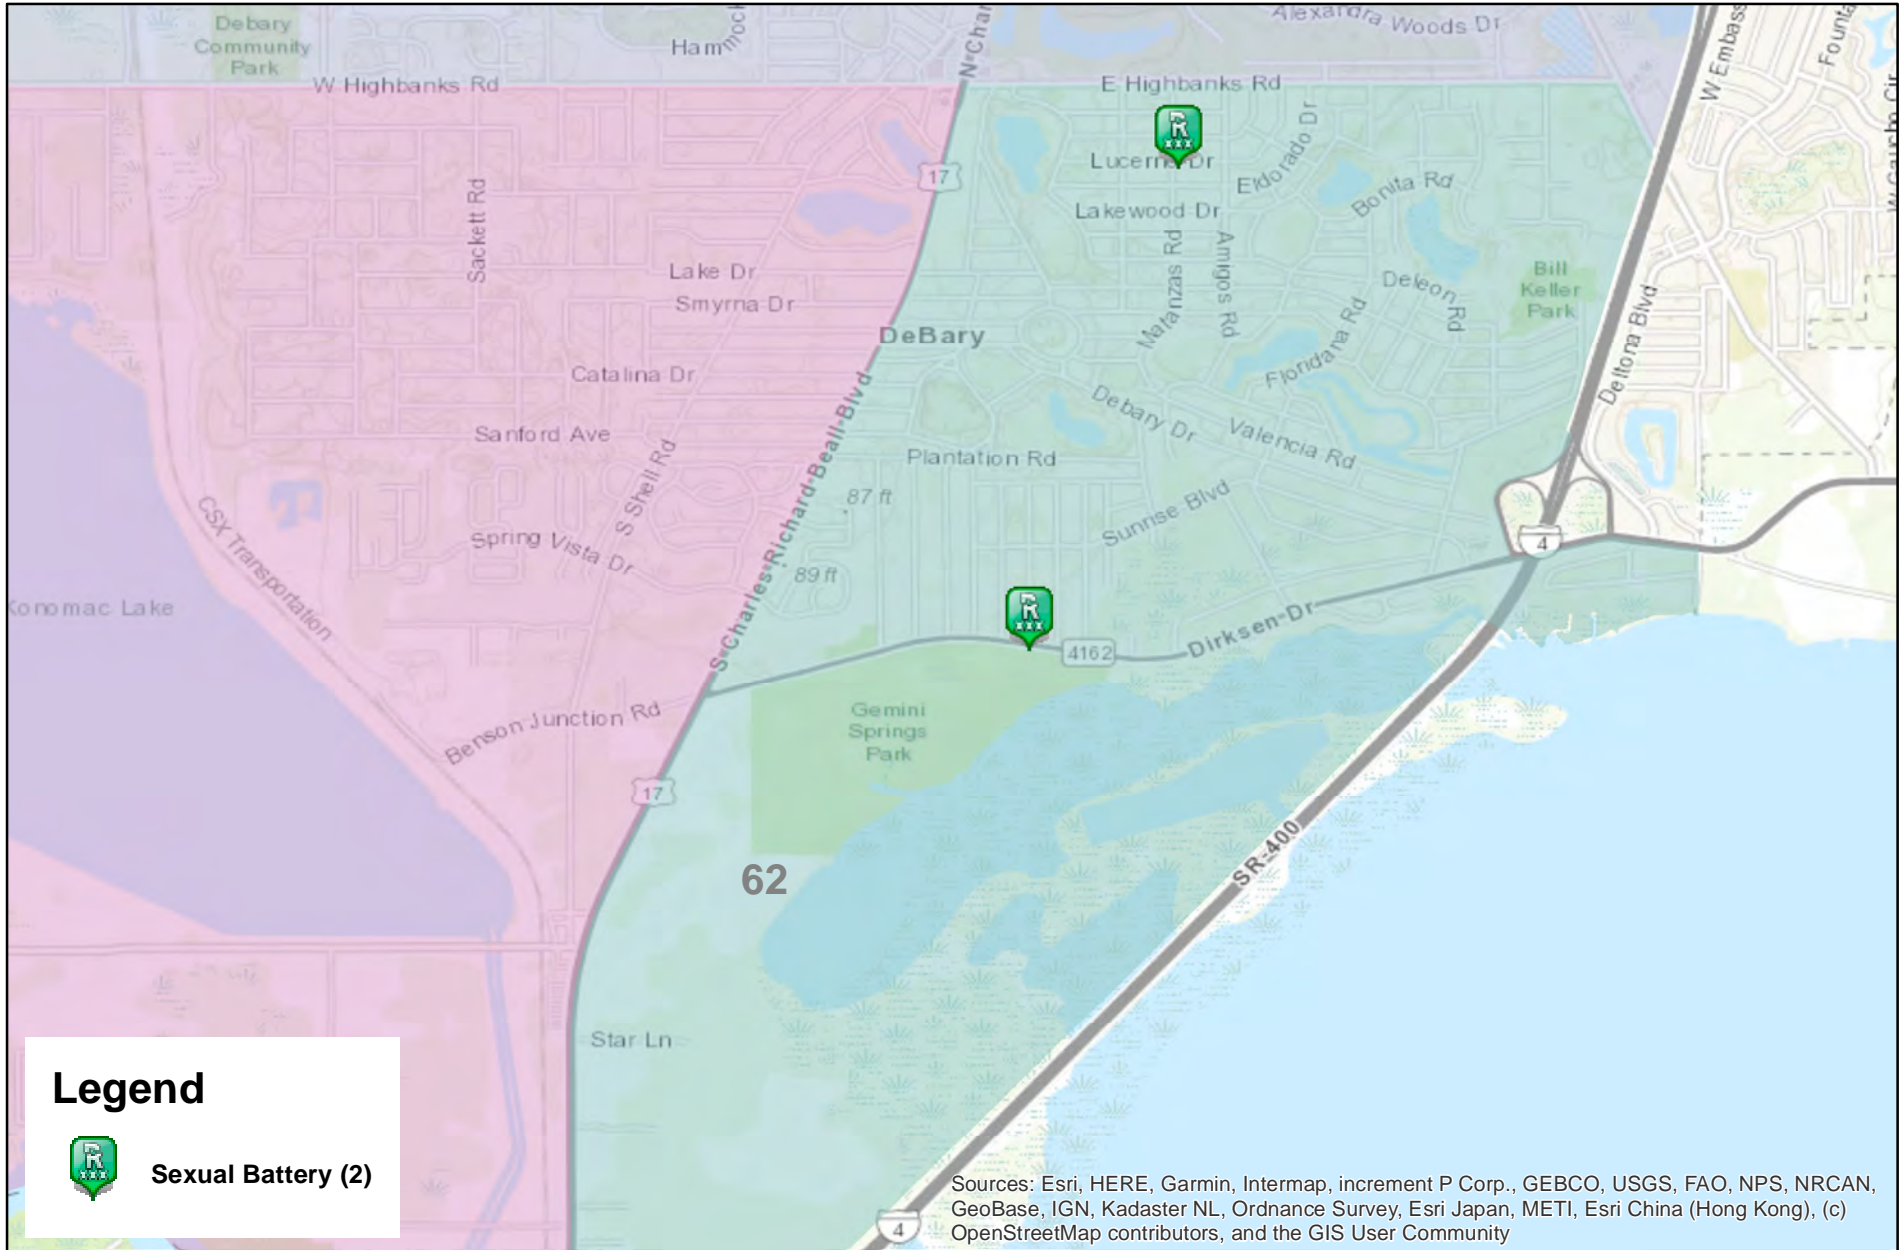 Debary
Community
Park
Hammock
Alexandra Woods Dr
W Highbanks Rd
E Highbanks Rd
Lucerne Dr
17
Eldorado Dr
Bonita Rd
Sackett Rd
Lakewood Dr
Matanzas Rd
Amigos Rd
Lake Dr
Smyrna Dr
Deleon Rd
Bill
Keller
Park
DeBary
Floridana Rd
Deltona Blvd
Catalina Dr
Debary Dr
Valencia Rd
Sanford Ave
Plantation Rd
S Shell Rd
87 ft
Sunrise Blvd
S Charles Richard Beall Blvd
CSX Transportation
Spring Vista Dr
89 ft
4
Konomac Lake
4162
Dirksen Dr
Benson Junction Rd
Gemini
Springs
Park
17
SR-400
62
Star Ln
Legend
Sexual Battery (2)
4
Sources: Esri, HERE, Garmin, Intermap, increment P Corp., GEBCO, USGS, FAO, NPS, NRCAN,
GeoBase, IGN, Kadaster NL, Ordnance Survey, Esri Japan, METI, Esri China (Hong Kong), (c)
OpenStreetMap contributors, and the GIS User Community